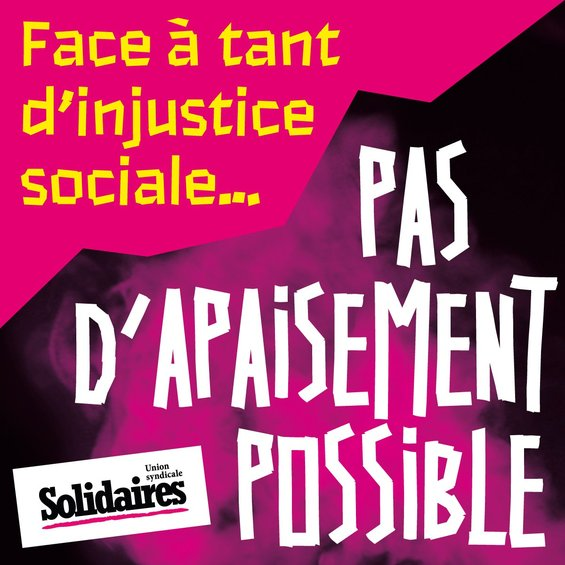 Face à tant
d'injustice
sociale...
PAS
D'APAiSEMENT
POSSiBLE
Union
syndicale
Solidaires